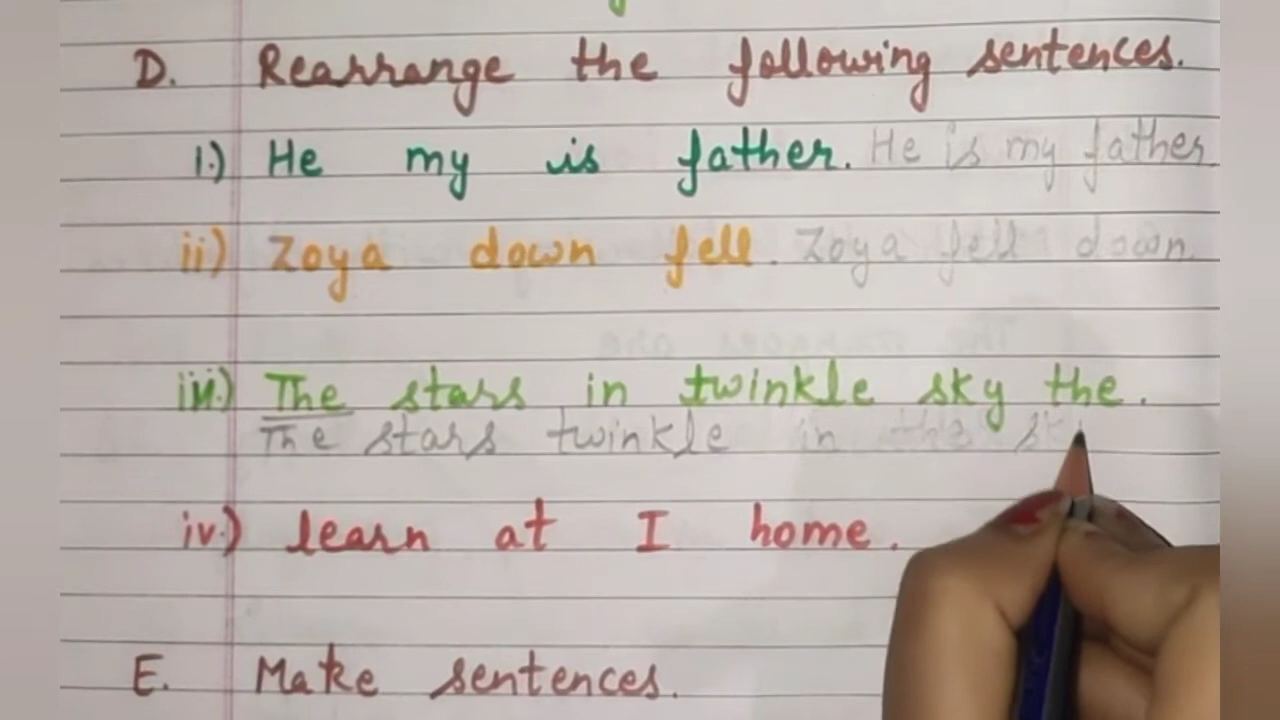 D. Rearrange the following sentences.
i.) He my is father. He is my father
ii) Zoya down fell. Zoya fell down.
iii.) The stars in twinkle sky the.
The stars twinkle in the
iv.) learn at I home.
E. Make sentences.